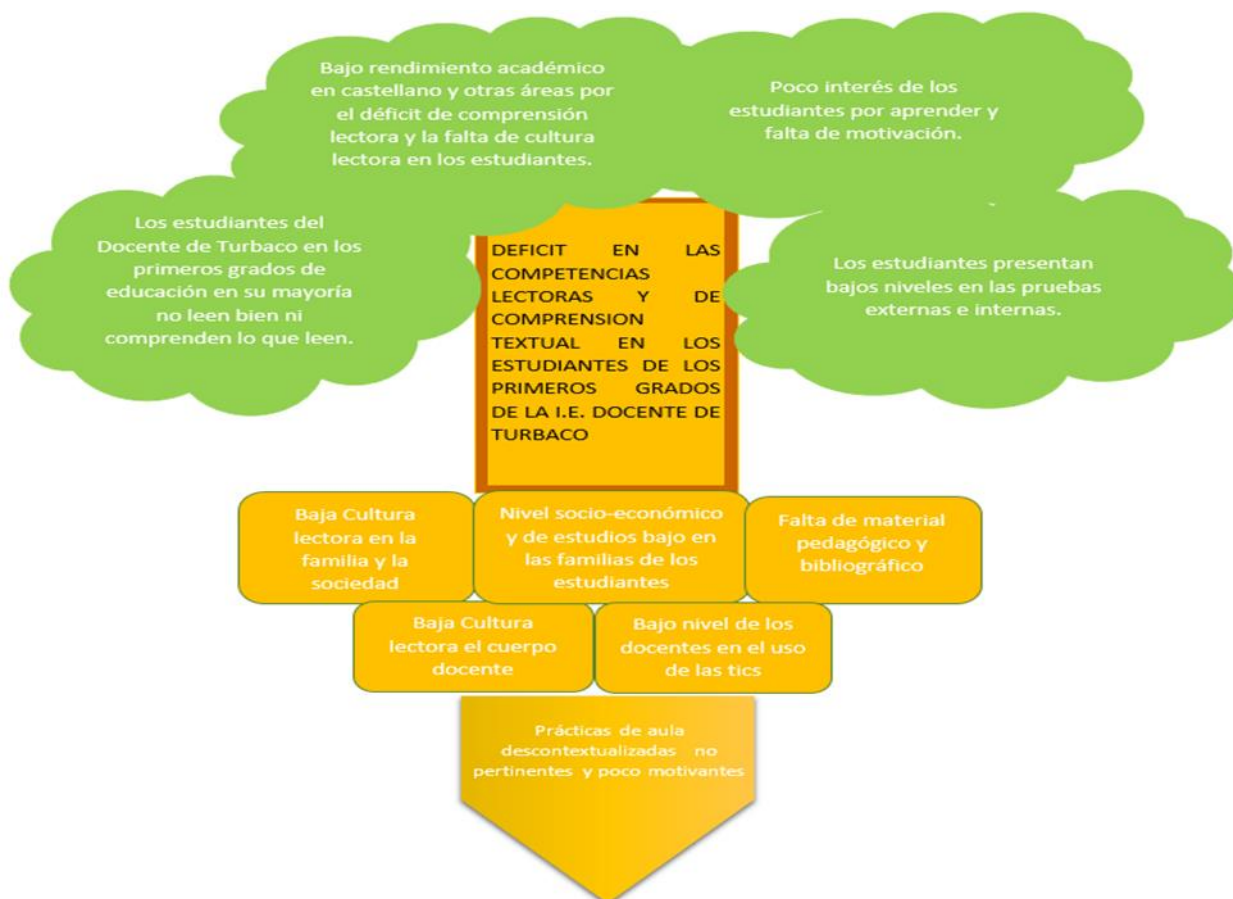 Bajo rendimiento académico
en castellano y otras áreas por
el déficit de comprensión
lectora y la falta de cultura
lectora en los estudiantes.
Poco interés de los
estudiantes por aprender y
falta de motivación.
Los estudiantes del
Docente de Turbaco en los
primeros grados de
educación en su mayoría
no leen bien ni
comprenden lo que leen.
Los estudiantes presentan
bajos niveles en las pruebas
externas e internas.
DEFICIT EN LAS
COMPETENCIAS
LECTORAS Y DE
COMPRENSION
TEXTUAL EN LOS
ESTUDIANTES DE LOS
PRIMEROS GRADOS
DE LA I.E. DOCENTE DE
TURBACO
Baja Cultura
lectora en la
familia y la
sociedad
Nivel socio-económico
y de estudios bajo en
las familias de los
estudiantes
Falta de material
pedagógico y
bibliográfico
Baja Cultura
lectora el cuerpo
docente
Bajo nivel de los
docentes en el uso
de las tics
Prácticas de aula
descontextualizadas no
pertinentes y poco motivantes